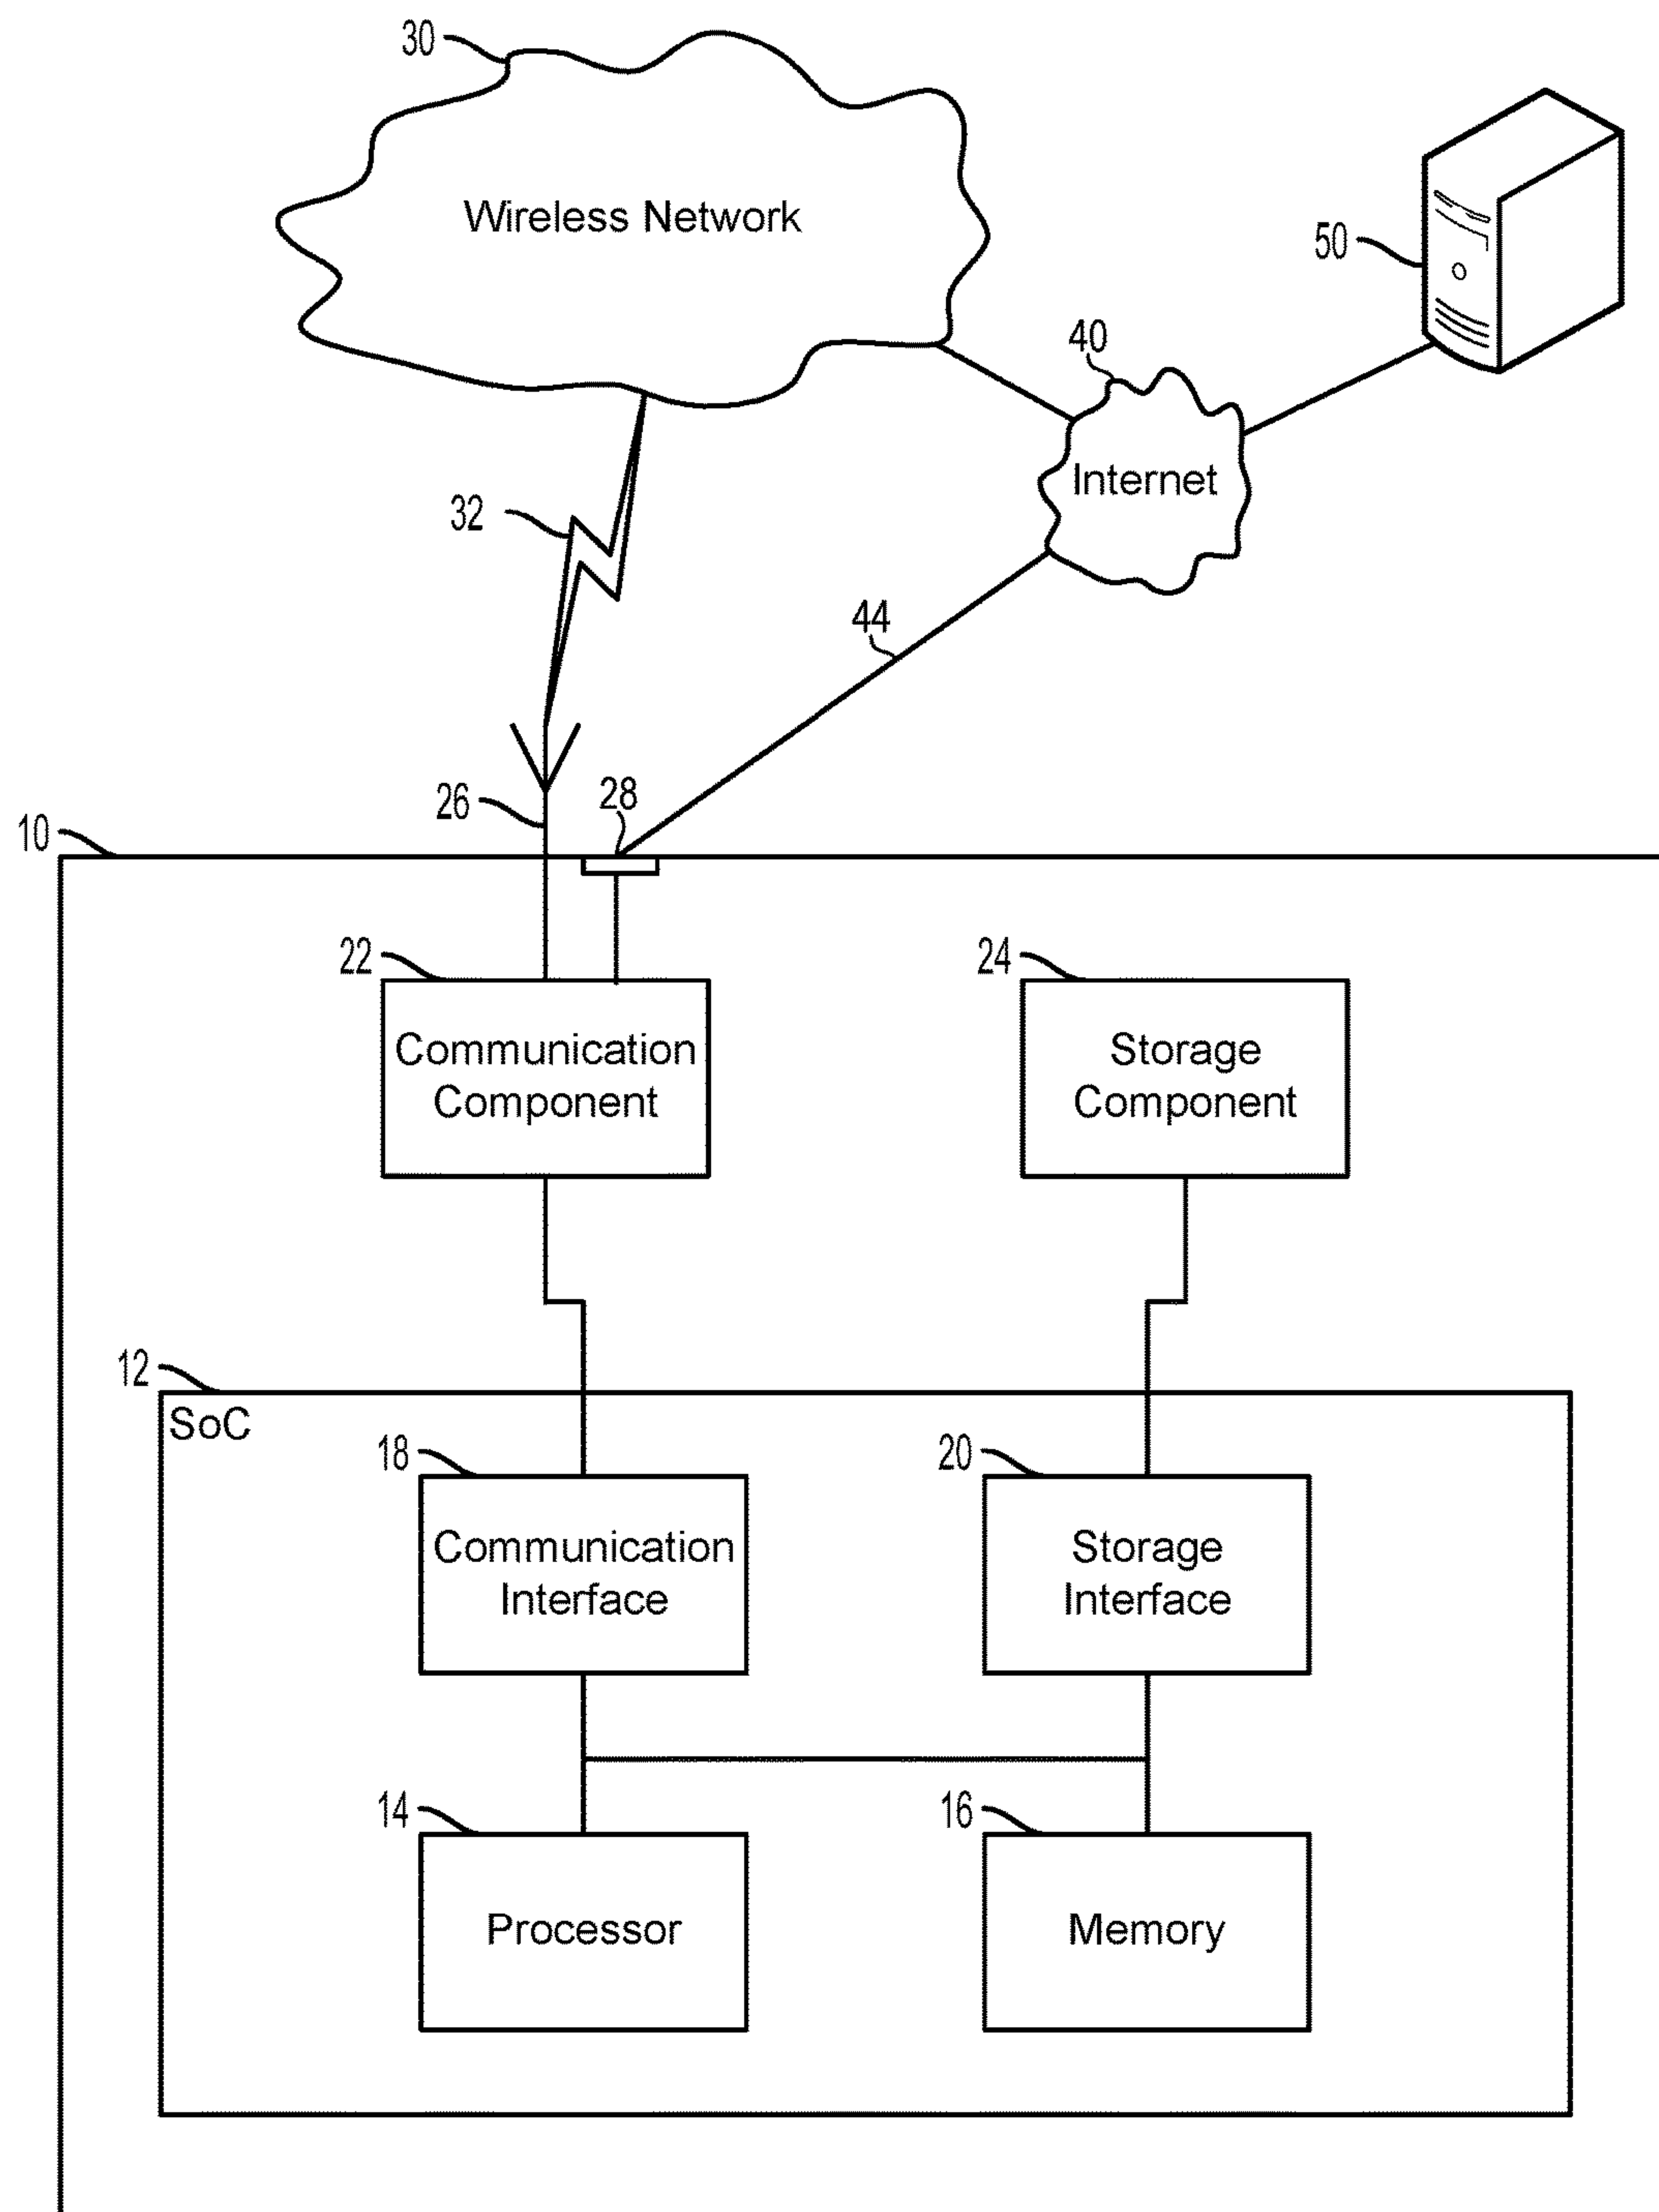 30
Wireless Network
50
40
Internet
32
44
26
28
10
22
24
Communication
Component
Storage
Component
12
SoC
18
20
Communication
Interface
Storage
Interface
14
16
Processor
Memory